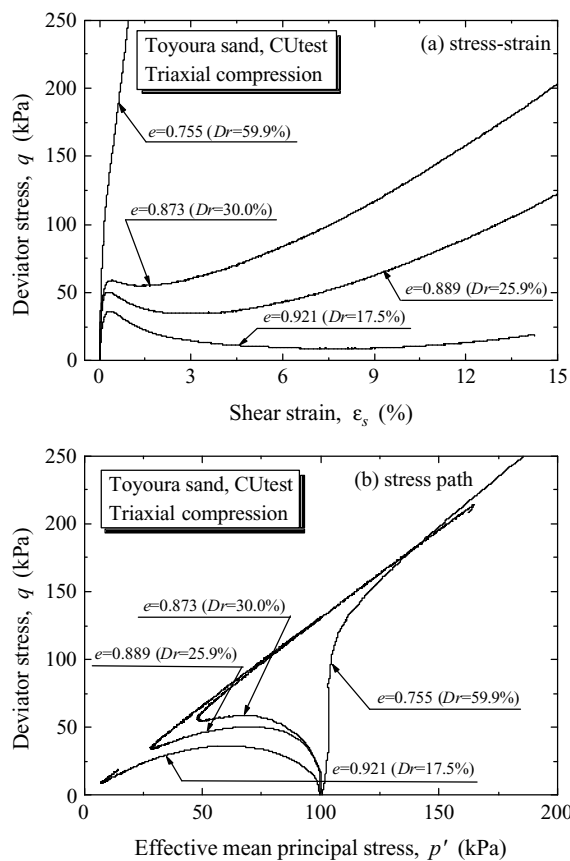 250
Toyoura sand, CUtest
(a) stress-strain
Triaxial compression
200
e=0.755 (Dr=59.9%)
150
e=0.873 (Dr=30.0%)
100
e=0.889 (Dr=25.9%)
50
e=0.921 (Dr=17.5%)
0
0 3 6 9 12 15
Deviator stress, q (kPa)
Shear strain, εs (%)
250
Toyoura sand, CUtest
(b) stress path
Triaxial compression
200
150
e=0.873 (Dr=30.0%)
e=0.889 (Dr=25.9%)
100
e=0.755 (Dr=59.9%)
50
e=0.921 (Dr=17.5%)
0
0 50 100 150 200
Deviator stress, q (kPa)
Effective mean principal stress, p' (kPa)